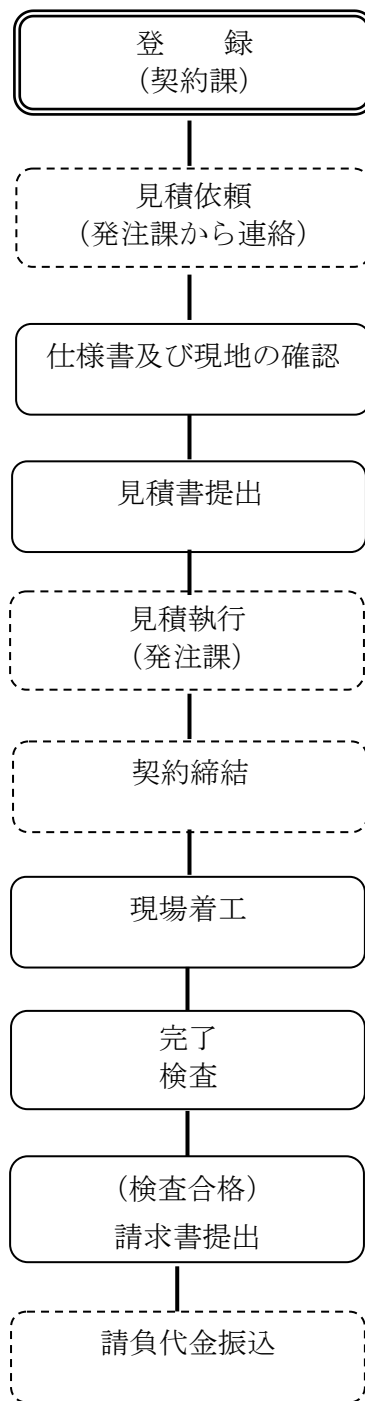 登　　録
（契約課）
見積依頼
（発注課から連絡）
仕様書及び現地の確認
見積書提出
見積執行
（発注課）
契約締結
現場着工
完了
検査
（検査合格）
請求書提出
請負代金振込